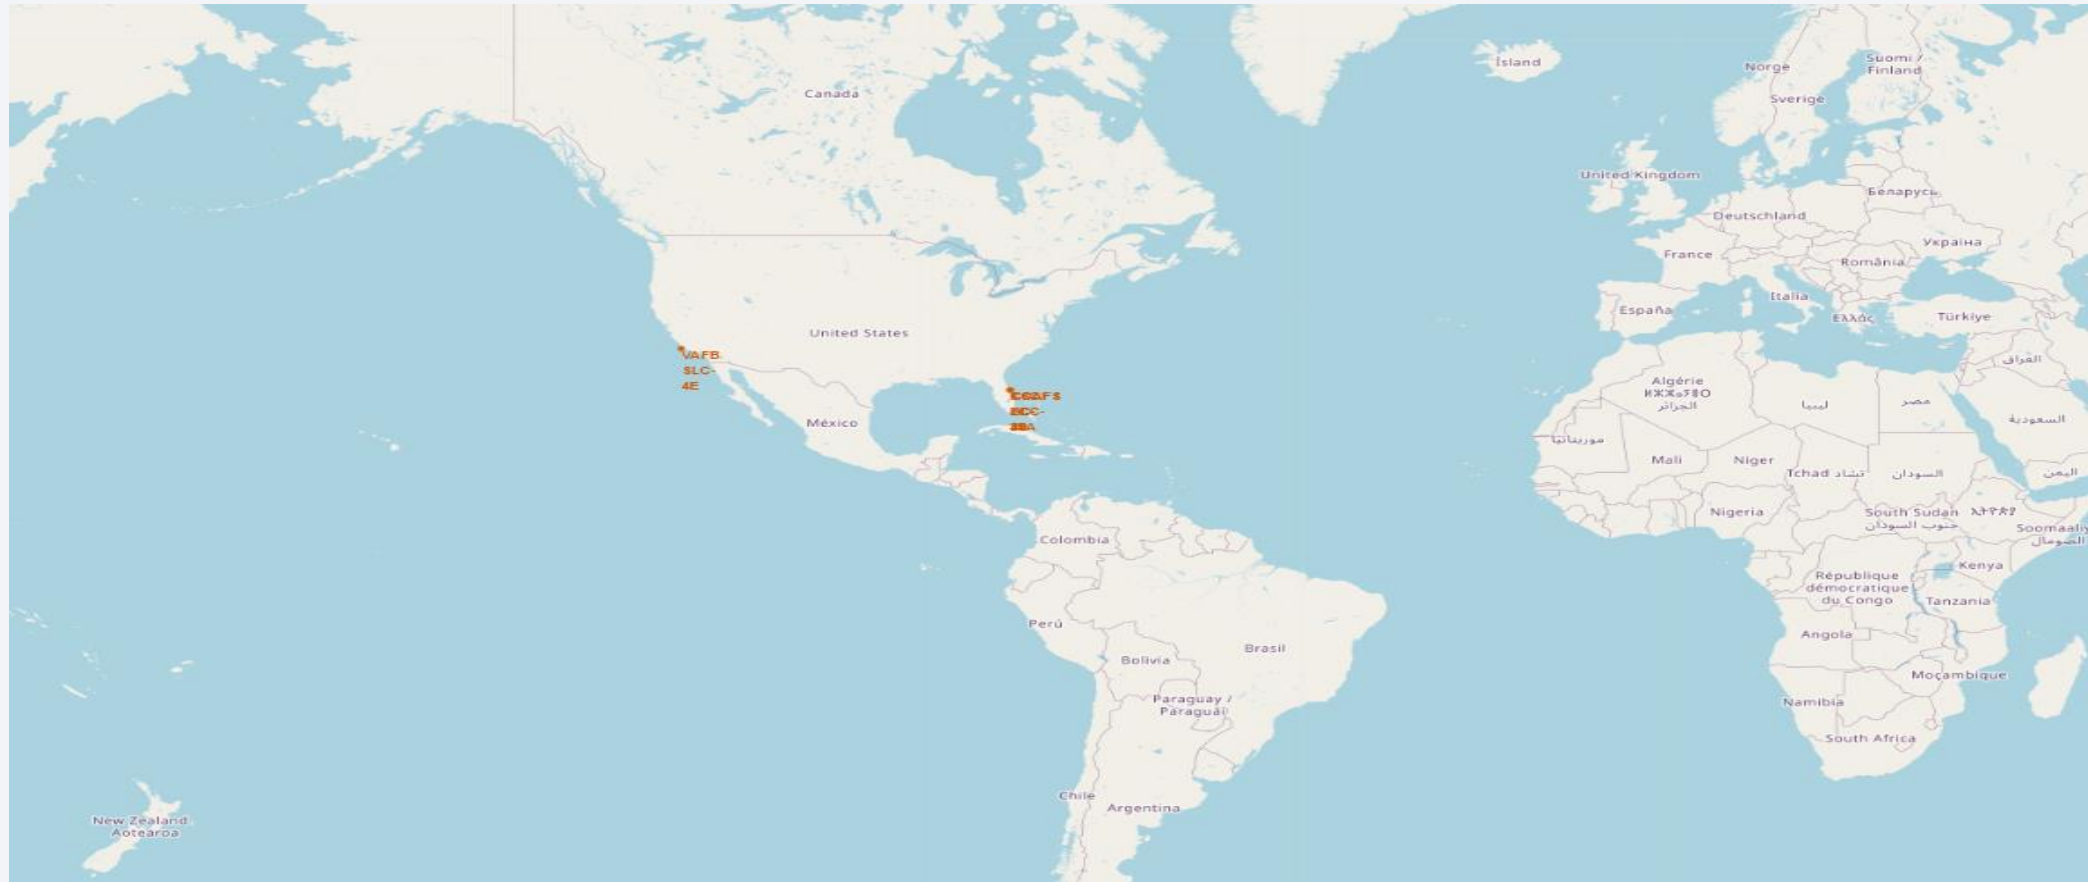 Ísland
Norge
Suomi /
Finland
Canada
Sverige
United Kingdom
Беларусь
Deutschland
Україна
France
România
Italia
España
Ελλάς
Türkiye
United States
VAFB
SLC-
4E
العراق
Algérie
ⵍⵣⵣⴰⵢⴻⵔ
الجزائر
ليبيا
مصر
السعودية
México
موريتانيا
Mali
Niger
Tchad تشاد
السودان
اليمن
Nigeria
South Sudan
جنوب السودان
ኢትዮጵያ
Soomaaliy
الصومال
Colombia
Kenya
République
démocratique
du Congo
Tanzania
Perú
Angola
Brasil
Bolivia
Moçambique
Paraguay /
Paraguái
Namibia
South Africa
Chile
Argentina
New Zealand
Aotearoa